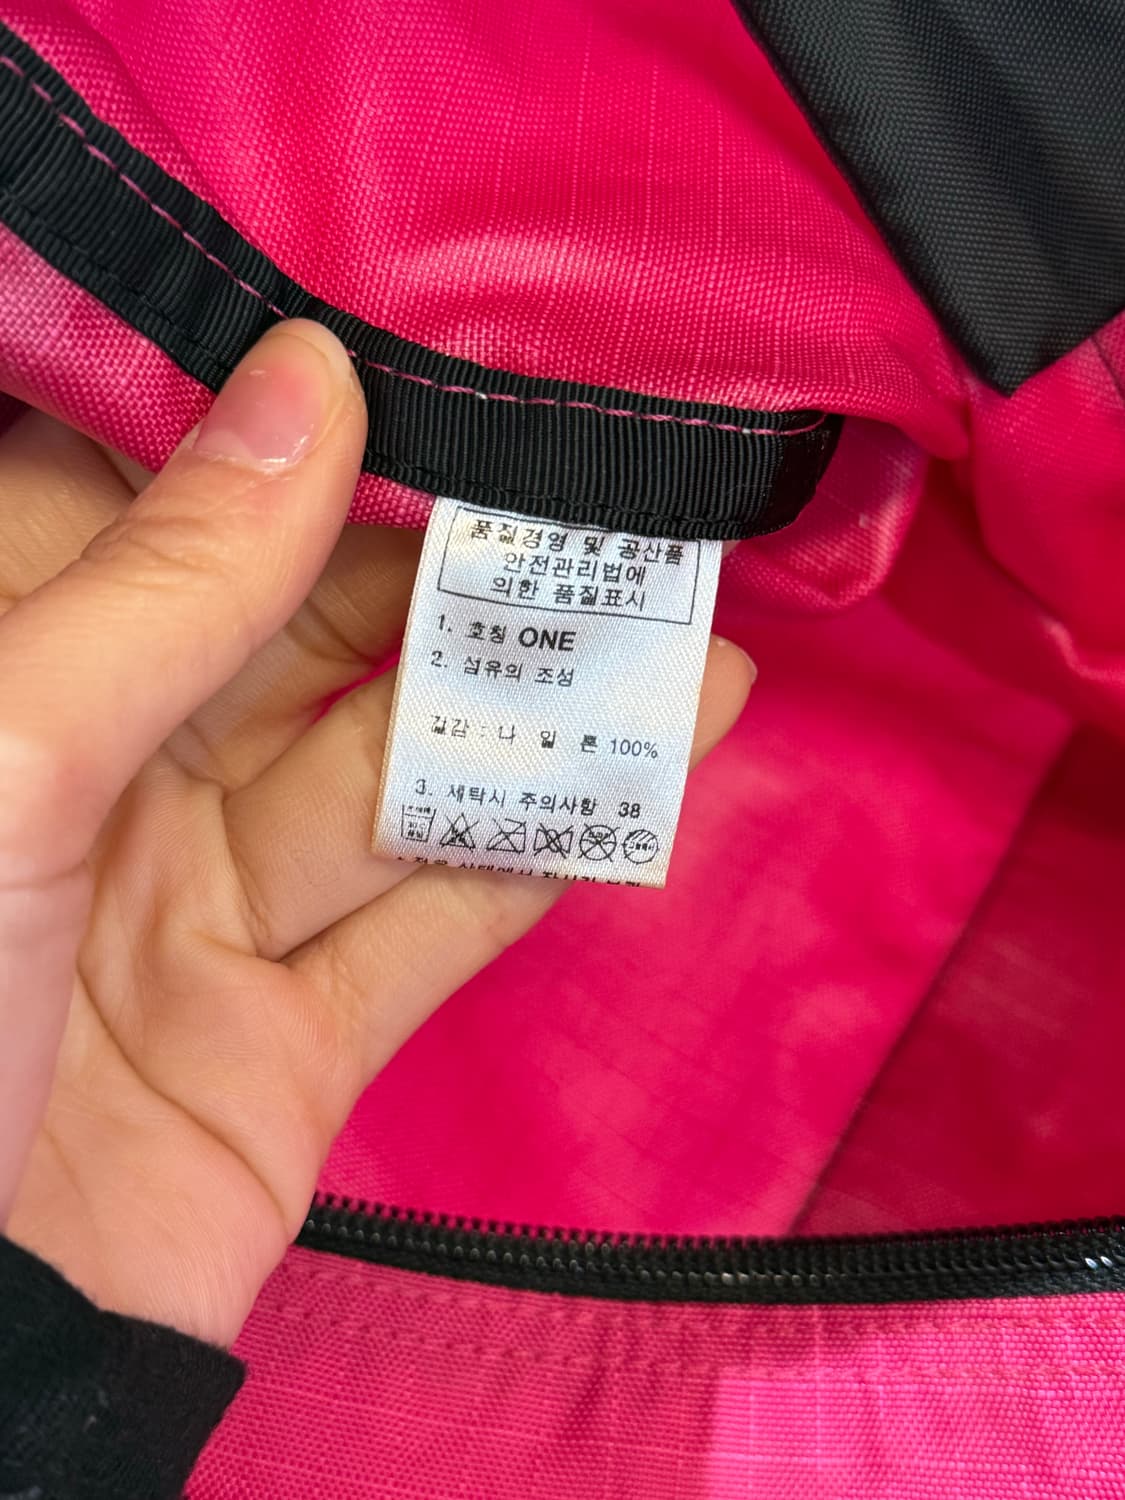 품질경영 및 공산품
안전관리법에
의한 품질표시
1. 호칭 ONE
2. 섬유의 조성
겉감 : 나 일 론 100%
3. 세탁시 주의사항 38